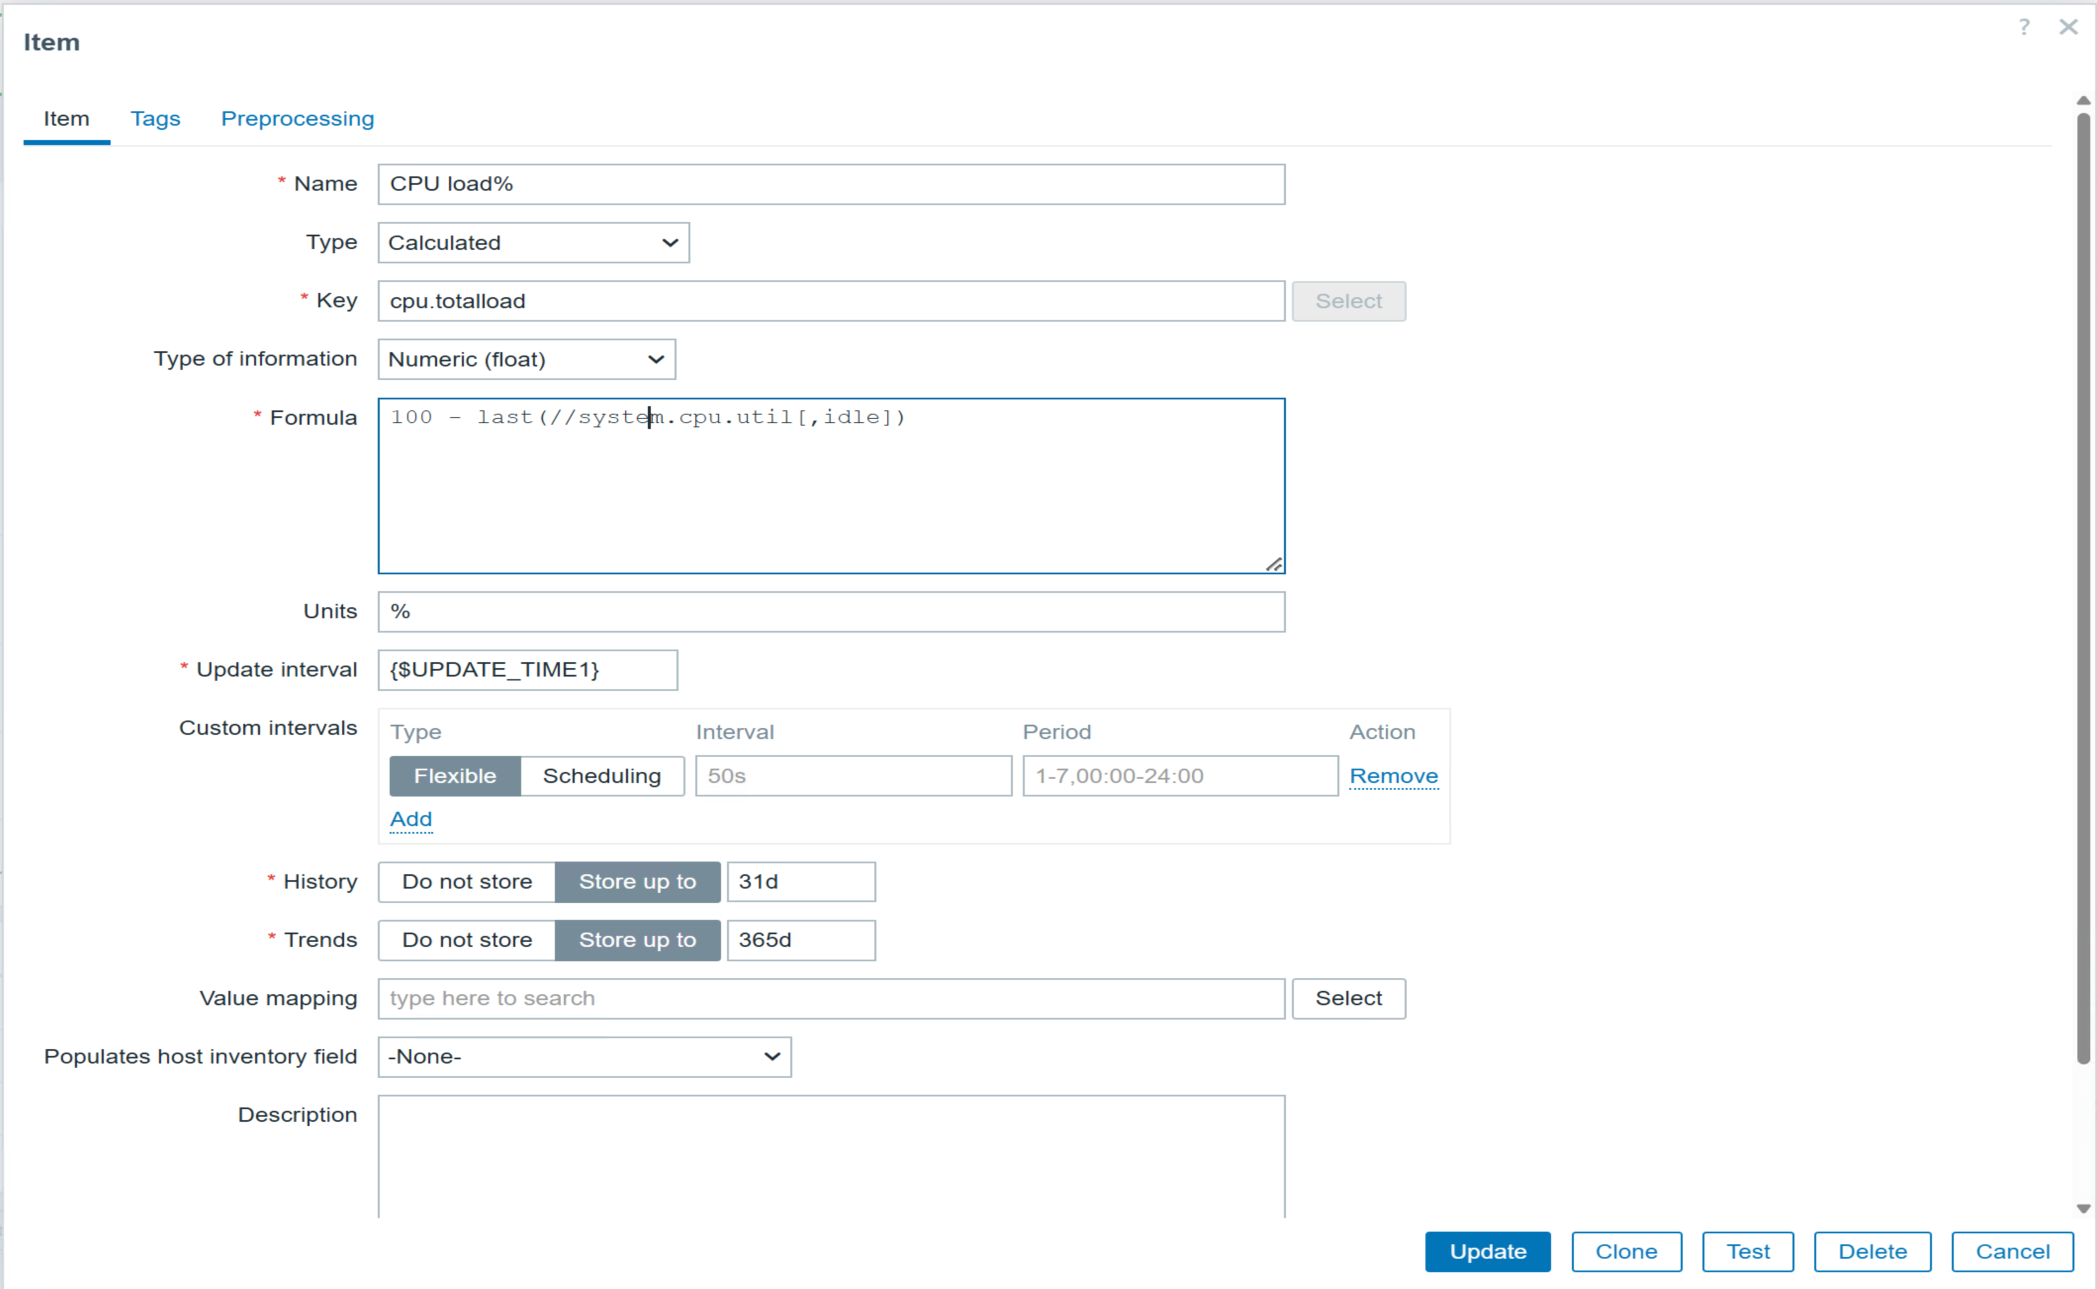 Item
?
Item Tags Preprocessing
* Name CPU load%
Type Calculated
* Key cpu.totalload Select
Type of information Numeric (float)
* Formula 100 - last(//system.cpu.util[,idle])
Units %
* Update interval {$UPDATE_TIME1}
Custom intervals Type Interval Period Action
Flexible Scheduling 50s 1-7,00:00-24:00 Remove
Add
* History Do not store Store up to 31d
* Trends Do not store Store up to 365d
Value mapping type here to search Select
Populates host inventory field -None-
Description
Update Clone Test Delete Cancel